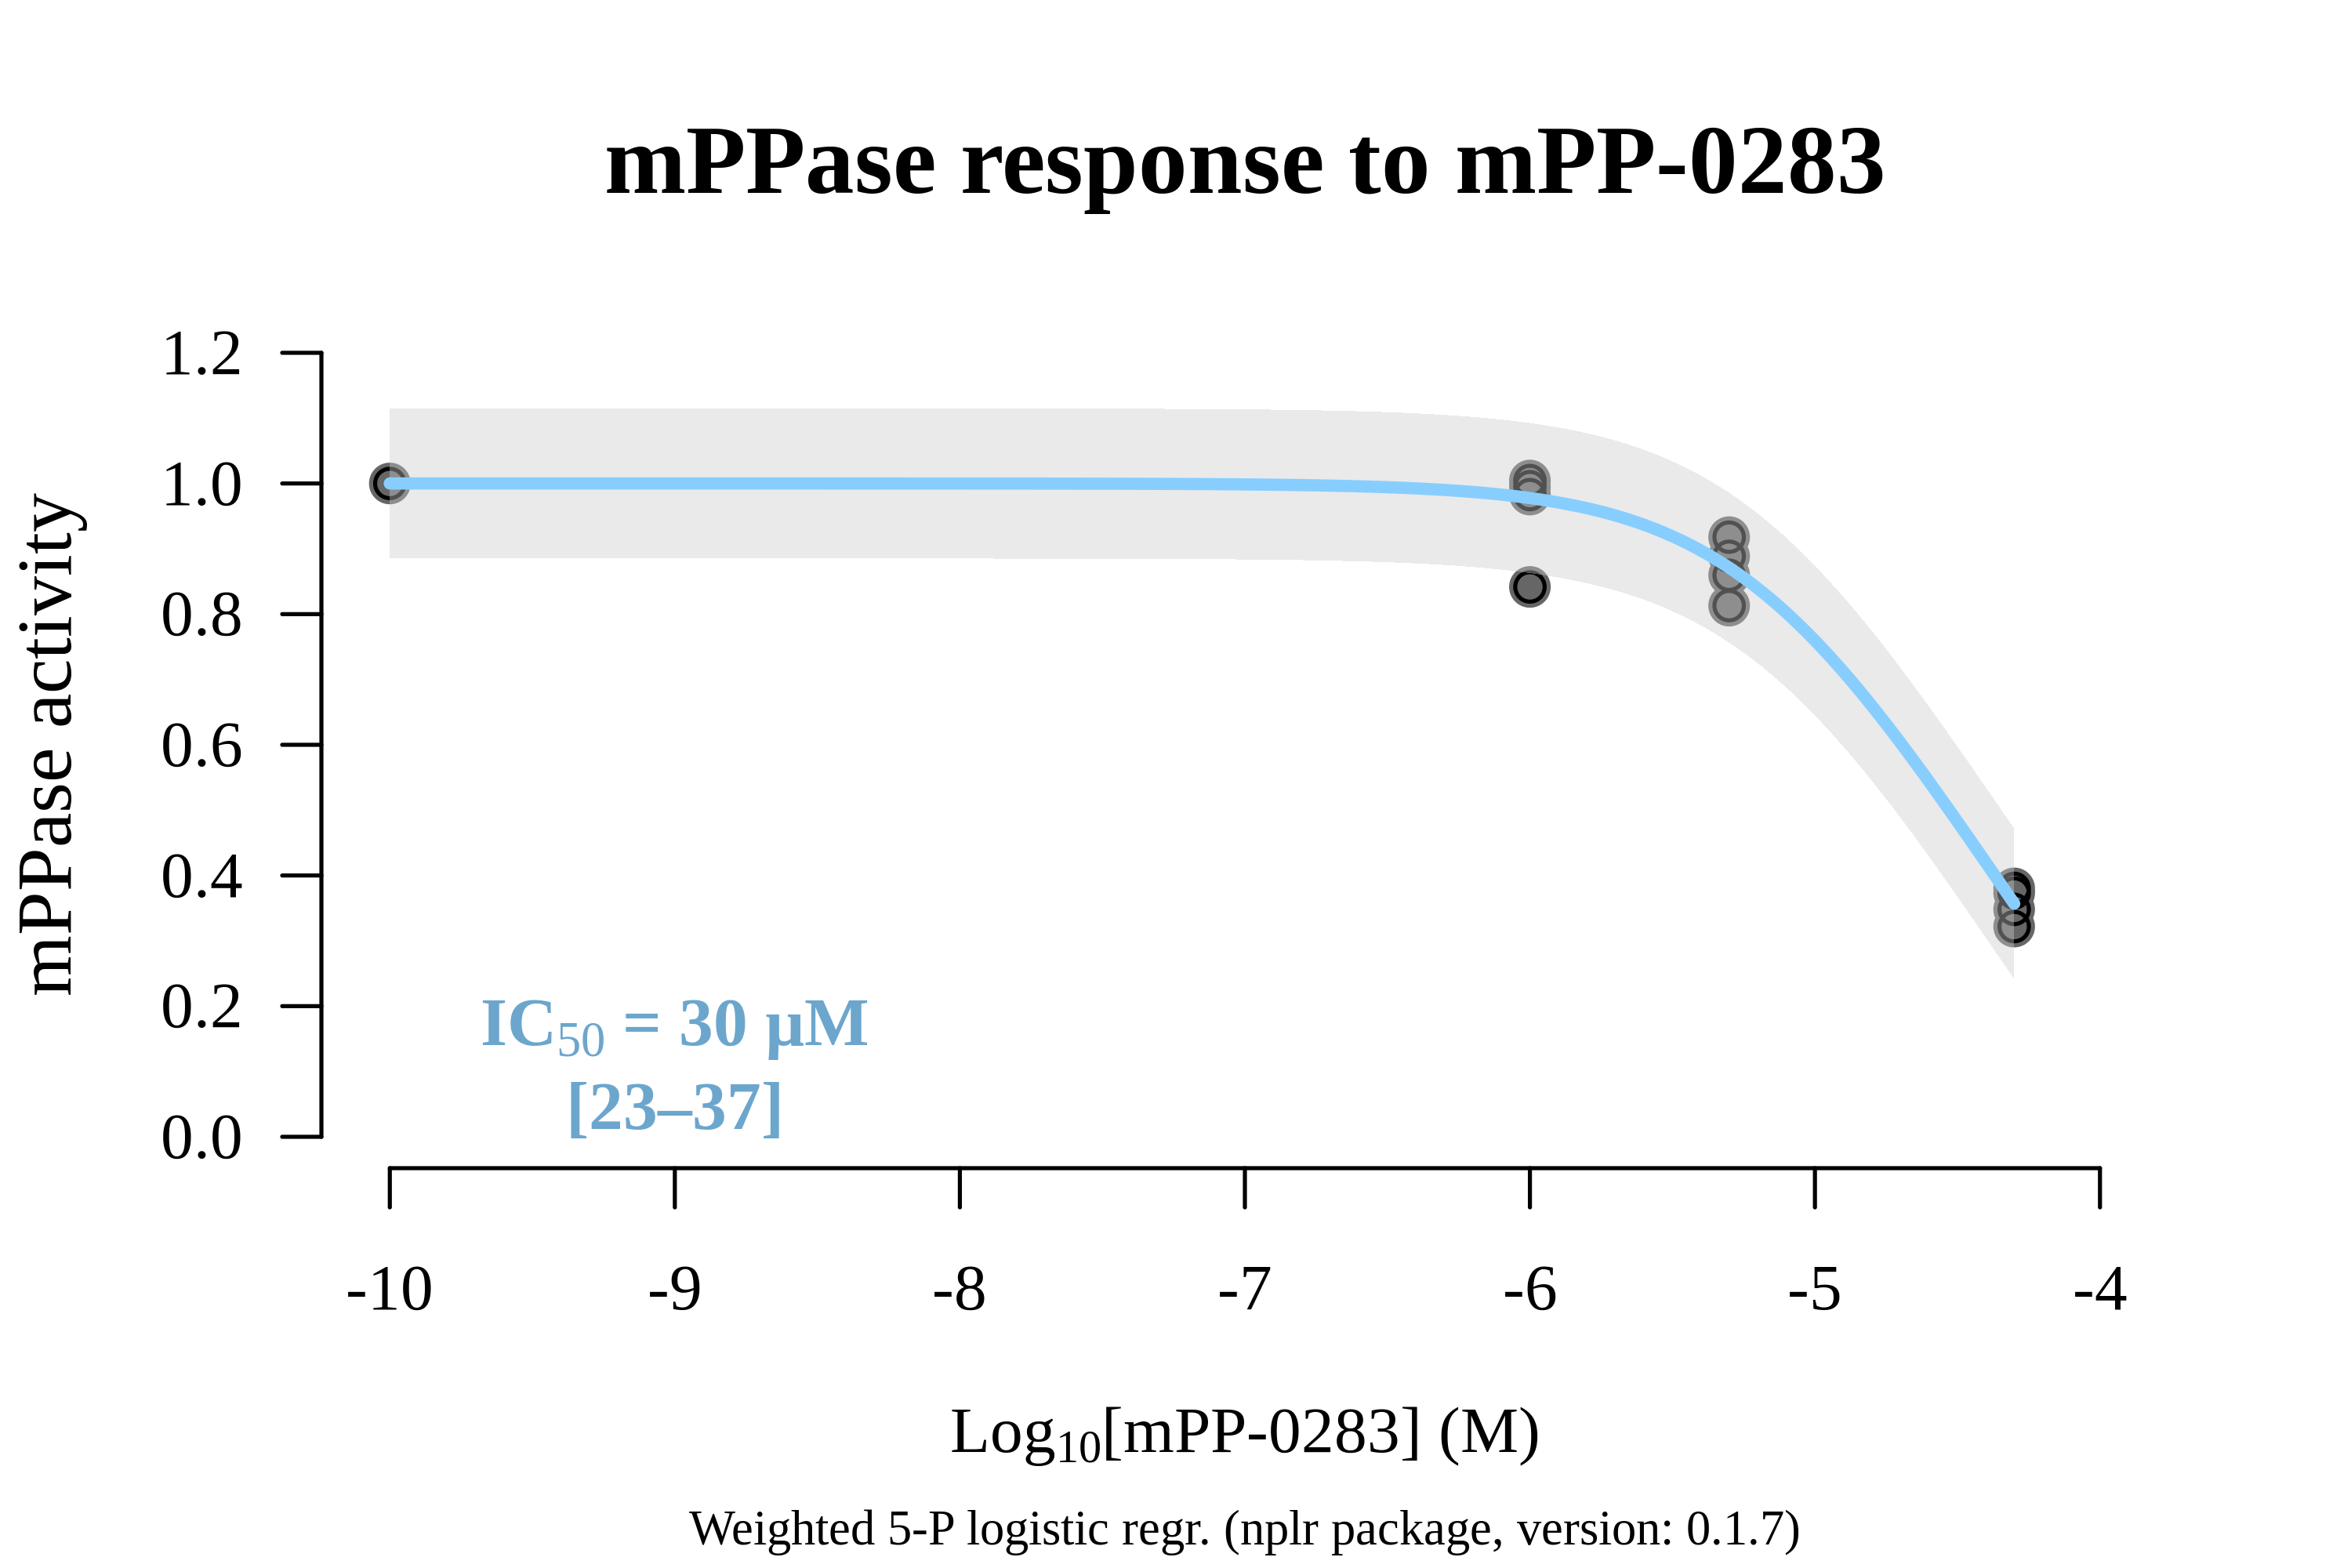 mPPase response to mPP-0283
mPPase activity
1.2
1.0
0.8
0.6
0.4
0.2
0.0
IC50 = 30 µM
[23–37]
-10 -9 -8 -7 -6 -5 -4
Log10[mPP-0283] (M)
Weighted 5-P logistic regr. (nplr package, version: 0.1.7)